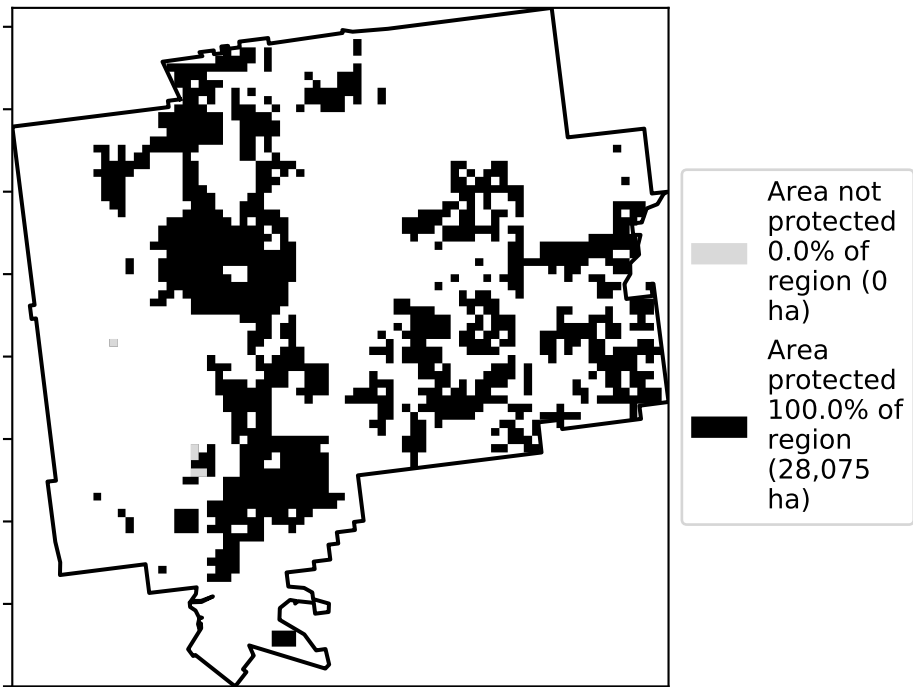 Area not
protected
0.0% of
region (0
ha)
Area
protected
100.0% of
region
(28,075
ha)